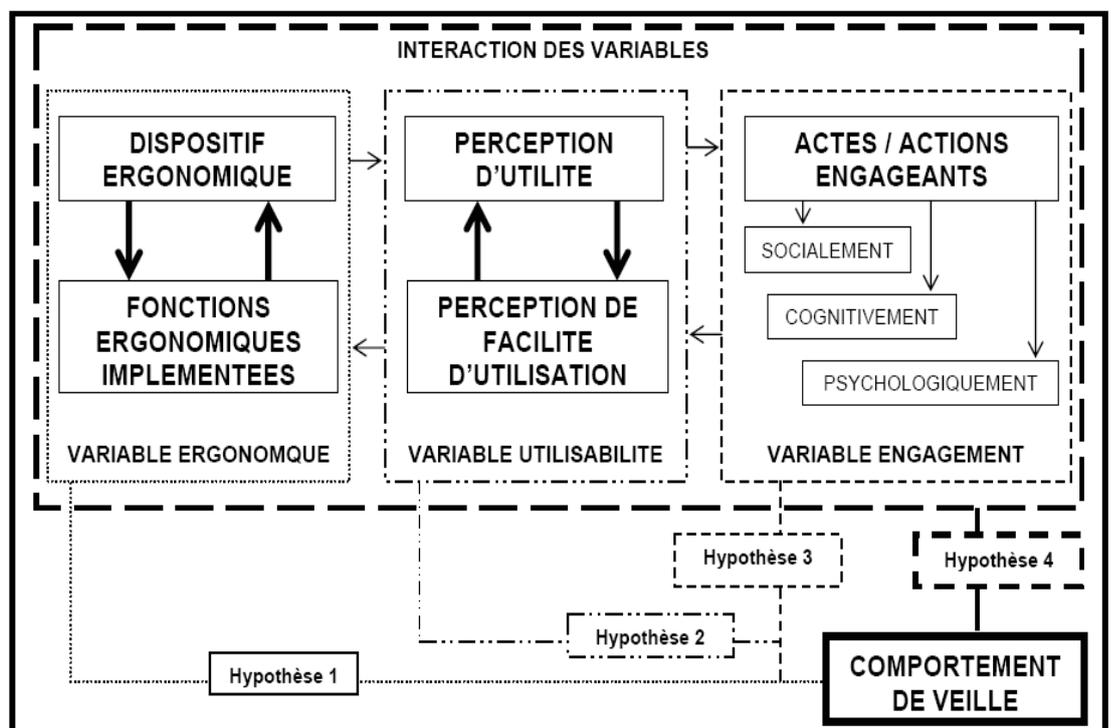 INTERACTION DES VARIABLES
DISPOSITIF
ERGONOMIQUE
FONCTIONS
ERGONOMIQUES
IMPLEMENTEES
VARIABLE ERGONOMQUE
PERCEPTION
D'UTILITE
PERCEPTION DE
FACILITE
D'UTILISATION
VARIABLE UTILISABILITE
ACTES / ACTIONS
ENGAGEANTS
SOCIALEMENT
COGNITIVEMENT
PSYCHOLOGIQUEMENT
VARIABLE ENGAGEMENT
Hypothèse 3
Hypothèse 4
Hypothèse 2
Hypothèse 1
COMPORTEMENT
DE VEILLE